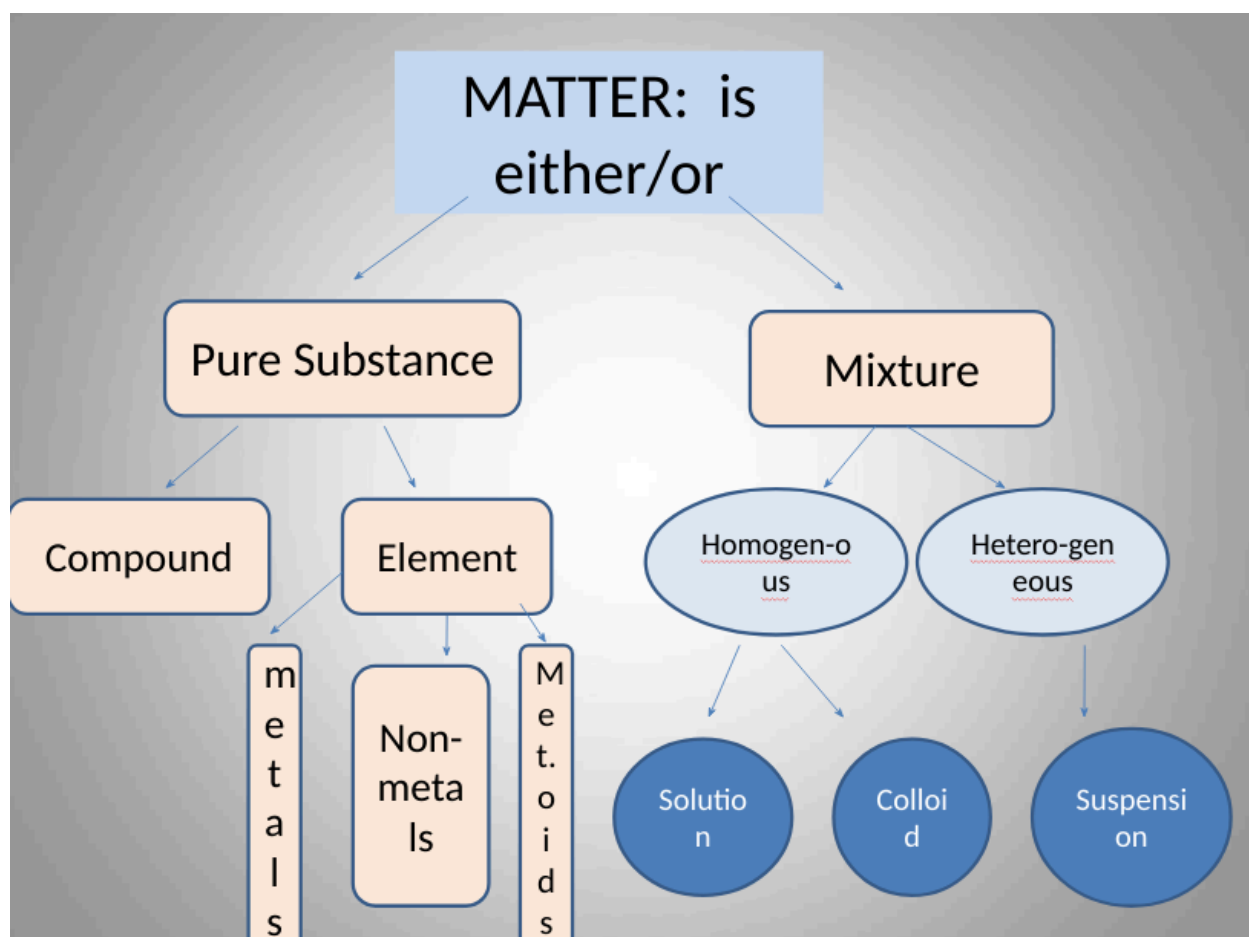 MATTER:  is
either/or
Pure Substance
Mixture
Compound
Element
Homogen-o
us
Hetero-gen
eous
m
e
t
a
l
s
Non-
meta
ls
M
e
t.
o
i
d
s
Solutio
n
Colloi
d
Suspensi
on